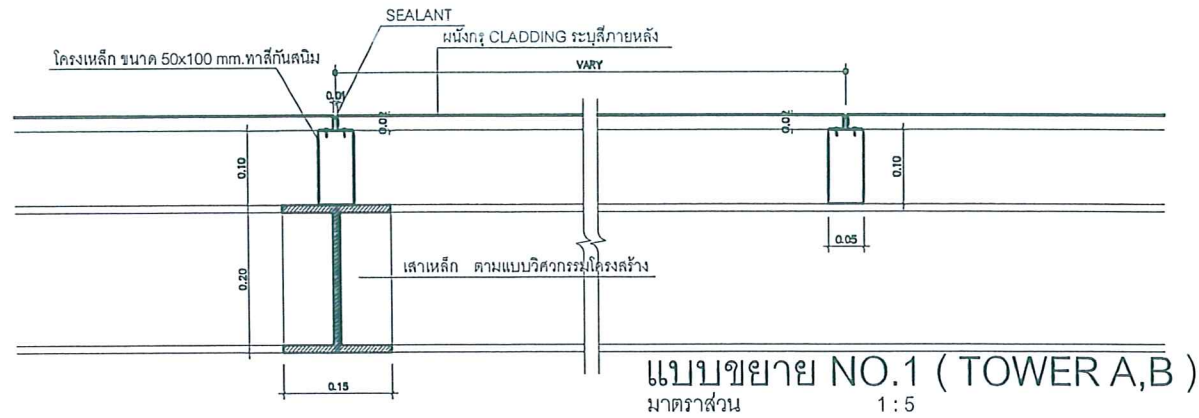 SEALANT
ผนังกรุ CLADDING ระบุสีภายหลัง
โครงเหล็ก ขนาด 50x100 mm.ทาสีกันสนิม
VARY
0.01
0.02
0.02
0.10
0.10
0.05
เสาเหล็ก ตามแบบวิศวกรรมโครงสร้าง
0.20
0.15
แบบขยาย NO.1 ( TOWER A,B )
มาตราส่วน 1:5